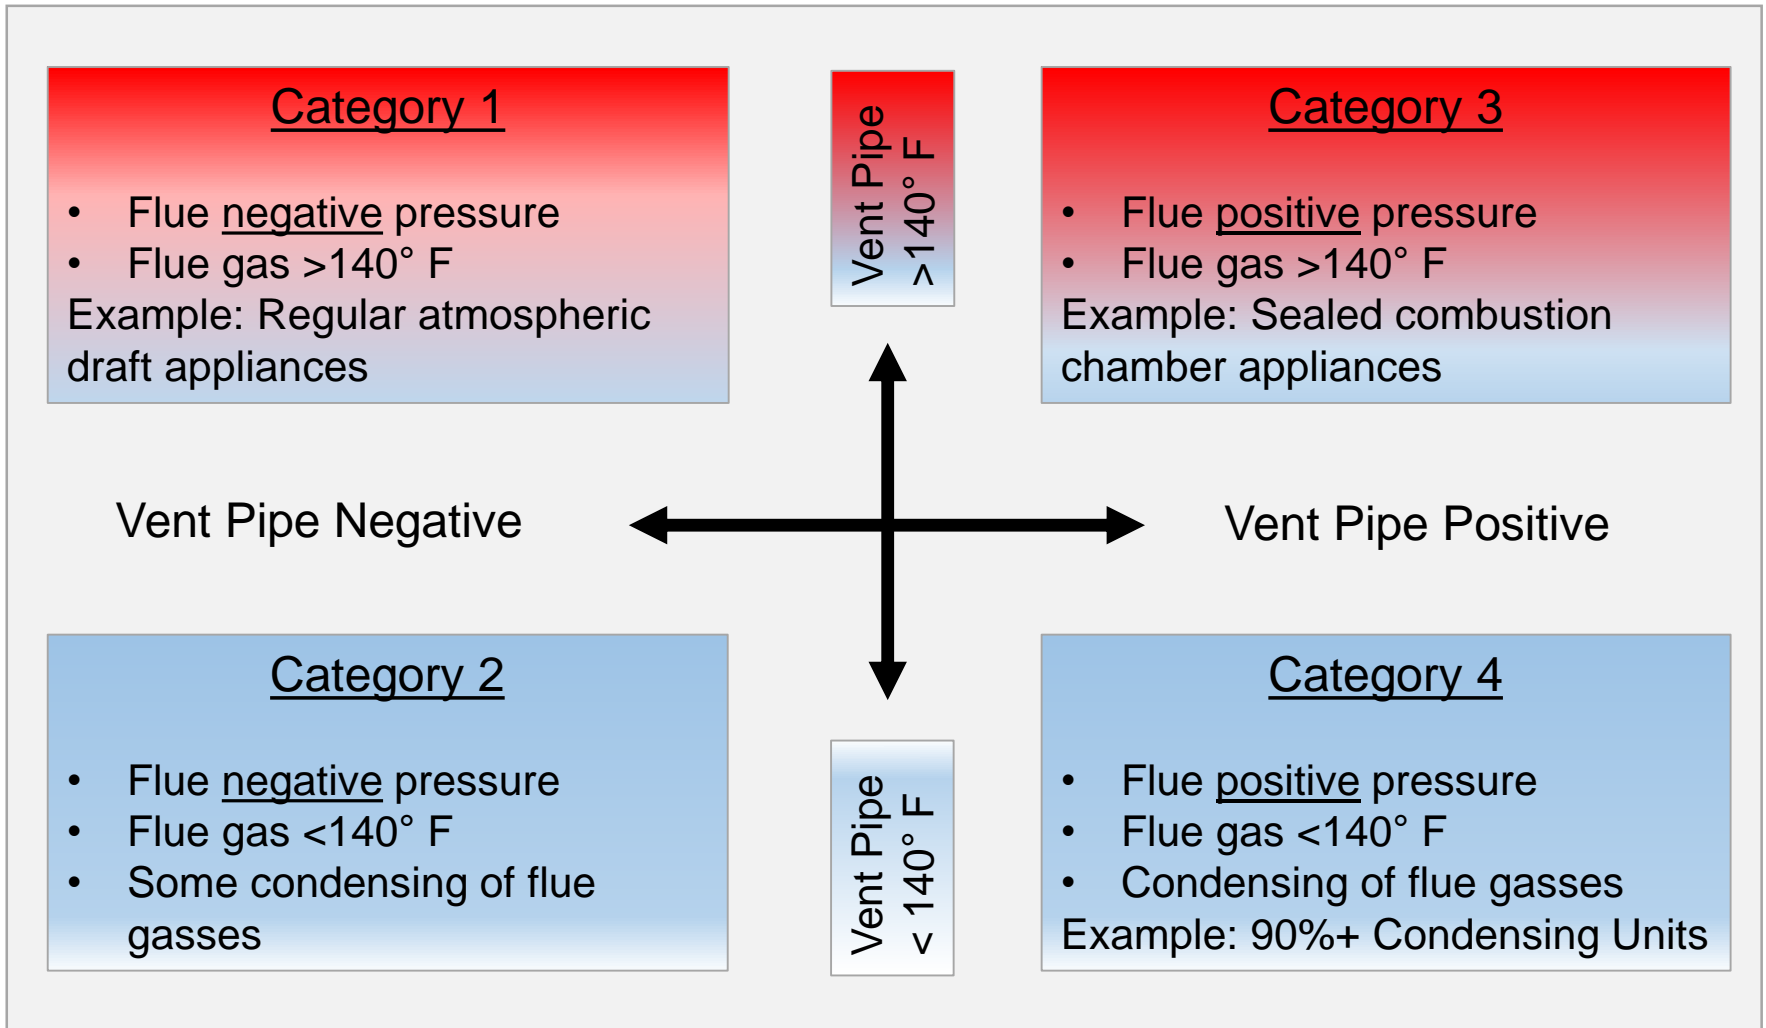 Category 1
• Flue negative pressure
• Flue gas >140° F
Example: Regular atmospheric
draft appliances
Vent Pipe
>140° F
Category 3
• Flue positive pressure
• Flue gas >140° F
Example: Sealed combustion
chamber appliances
Vent Pipe Negative
Vent Pipe Positive
Category 2
• Flue negative pressure
• Flue gas <140° F
• Some condensing of flue
gasses
Vent Pipe
< 140° F
Category 4
• Flue positive pressure
• Flue gas <140° F
• Condensing of flue gasses
Example: 90%+ Condensing Units